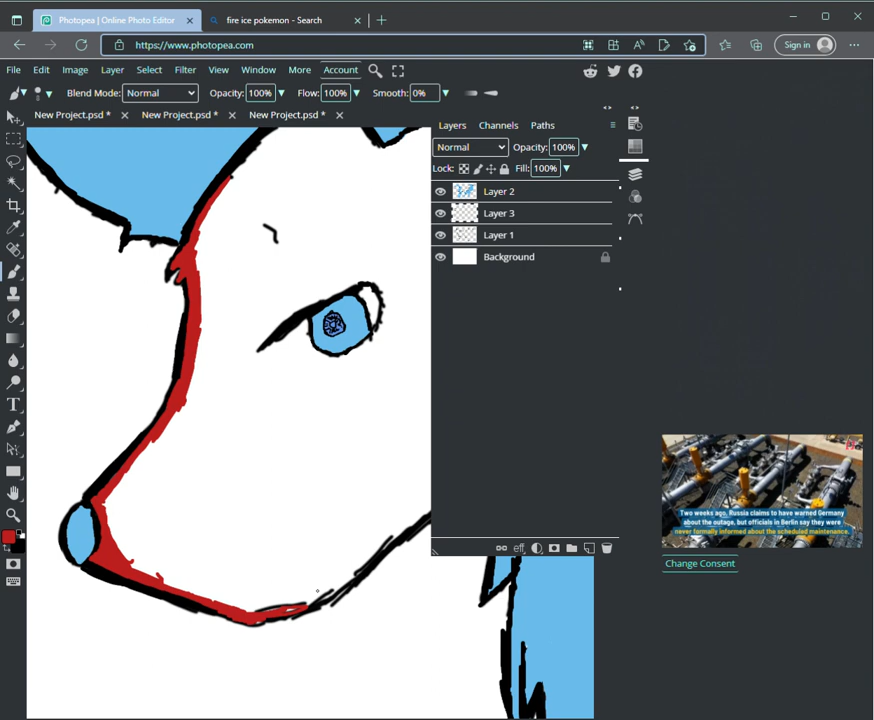 Photopea | Online Photo Editor
fire ice pokemon - Search
https://www.photopea.com
Sign in
File Edit Image Layer Select Filter View Window More Account
Blend Mode: Normal Opacity: 100% Flow: 100% Smooth: 0%
New Project.psd * New Project.psd * New Project.psd *
Layers Channels Paths
Normal Opacity: 100%
Lock: Fill: 100%
Layer 2
Layer 3
Layer 1
Background
eff
Two weeks ago, Russia claims to have warned Germany
about the outage, but officials in Berlin say they were
never formally informed about the scheduled maintenance.
Change Consent